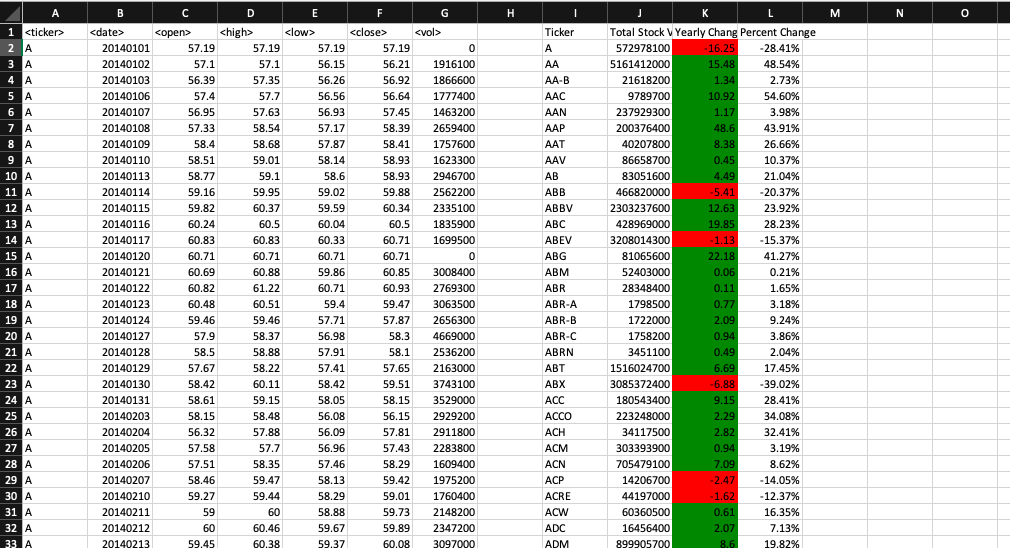 A B C D E F G H I J K L M N O
1 <ticker> <date> <open> <high> <low> <close> <vol> Ticker Total Stock V Yearly Chang Percent Change
2 A 20140101 57.19 57.19 57.19 57.19 0 A 572978100 -16.25 -28.41%
3 A 20140102 57.1 57.1 56.15 56.21 1916100 AA 5161412000 15.48 48.54%
4 A 20140103 56.39 57.35 56.26 56.92 1866600 AA-B 21618200 1.34 2.73%
5 A 20140106 57.4 57.7 56.56 56.64 1777400 AAC 9789700 10.92 54.60%
6 A 20140107 56.95 57.63 56.93 57.45 1463200 AAN 237929300 1.17 3.98%
7 A 20140108 57.33 58.54 57.17 58.39 2659400 AAP 200376400 48.6 43.91%
8 A 20140109 58.4 58.68 57.87 58.41 1757600 AAT 40207800 8.38 26.66%
9 A 20140110 58.51 59.01 58.14 58.93 1623300 AAV 86658700 0.45 10.37%
10 A 20140113 58.77 59.1 58.6 58.93 2946700 AB 83051600 4.49 21.04%
11 A 20140114 59.16 59.95 59.02 59.88 2562200 ABB 466820000 -5.41 -20.37%
12 A 20140115 59.82 60.37 59.59 60.34 2335100 ABBV 2303237600 12.63 23.92%
13 A 20140116 60.24 60.5 60.04 60.5 1835900 ABC 428969000 19.85 28.23%
14 A 20140117 60.83 60.83 60.33 60.71 1699500 ABEV 3208014300 -1.13 -15.37%
15 A 20140120 60.71 60.71 60.71 60.71 0 ABG 81065600 22.18 41.27%
16 A 20140121 60.69 60.88 59.86 60.85 3008400 ABM 52403000 0.06 0.21%
17 A 20140122 60.82 61.22 60.71 60.93 2769300 ABR 28348400 0.11 1.65%
18 A 20140123 60.48 60.51 59.4 59.47 3063500 ABR-A 1798500 0.77 3.18%
19 A 20140124 59.46 59.46 57.71 57.87 2656300 ABR-B 1722000 2.09 9.24%
20 A 20140127 57.9 58.37 56.98 58.3 4669000 ABR-C 1758200 0.94 3.86%
21 A 20140128 58.5 58.88 57.91 58.1 2536200 ABRN 3451100 0.49 2.04%
22 A 20140129 57.67 58.22 57.41 57.65 2163000 ABT 1516024700 6.69 17.45%
23 A 20140130 58.42 60.11 58.42 59.51 3743100 ABX 3085372400 -6.88 -39.02%
24 A 20140131 58.61 59.15 58.05 58.15 3529000 ACC 180543400 9.15 28.41%
25 A 20140203 58.15 58.48 56.08 56.15 2929200 ACCO 223248000 2.29 34.08%
26 A 20140204 56.32 57.88 56.09 57.81 2911800 ACH 34117500 2.82 32.41%
27 A 20140205 57.58 57.7 56.96 57.43 2283800 ACM 303393900 0.94 3.19%
28 A 20140206 57.51 58.35 57.46 58.29 1609400 ACN 705479100 7.09 8.62%
29 A 20140207 58.46 59.47 58.13 59.42 1975200 ACP 14206700 -2.47 -14.05%
30 A 20140210 59.27 59.44 58.29 59.01 1760400 ACRE 44197000 -1.62 -12.37%
31 A 20140211 59 60 58.88 59.73 2148200 ACW 60360500 0.61 16.35%
32 A 20140212 60 60.46 59.67 59.89 2347200 ADC 16456400 2.07 7.13%
33 A 20140213 59.45 60.38 59.37 60.08 3097000 ADM 899905700 8.6 19.82%